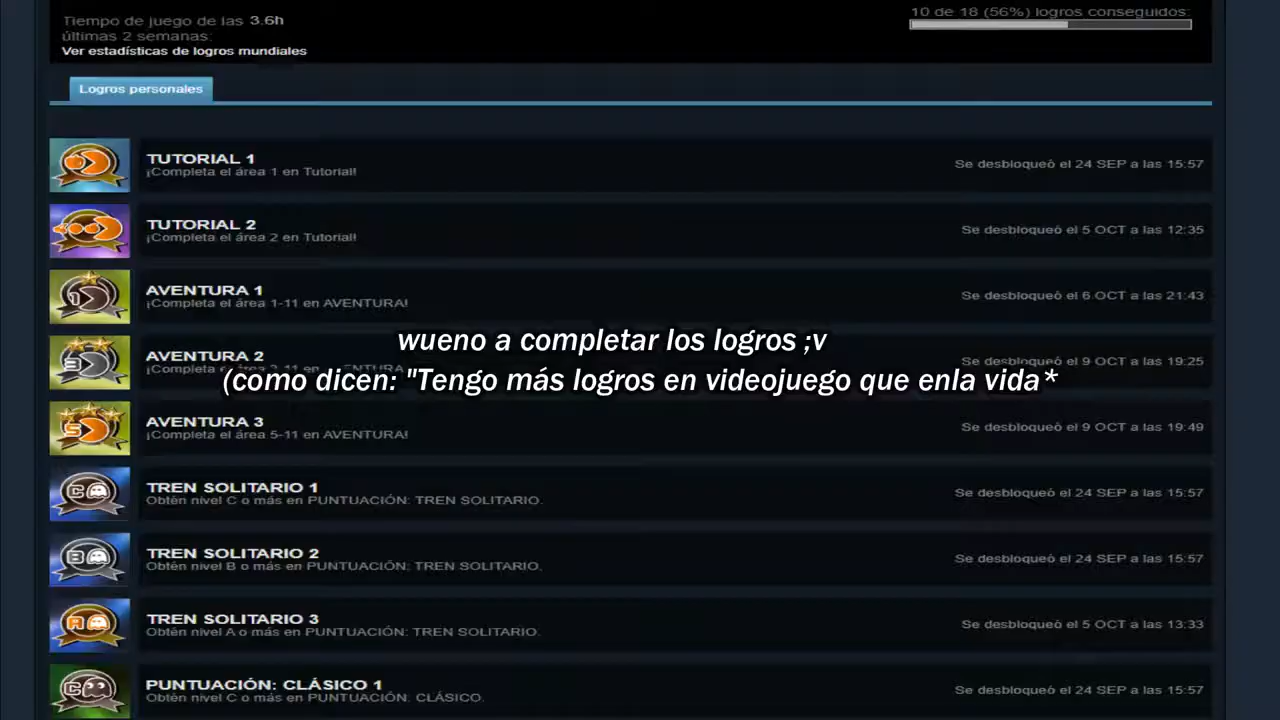 Tiempo de juego de las 3.6h
últimas 2 semanas:
Ver estadísticas de logros mundiales
10 de 18 (56%) logros conseguidos:
Logros personales
TUTORIAL 1
¡Completa el área 1 en Tutorial!
Se desbloqueó el 24 SEP a las 15:57
TUTORIAL 2
¡Completa el área 2 en Tutorial!
Se desbloqueó el 5 OCT a las 12:35
AVENTURA 1
¡Completa el área 1-11 en AVENTURA!
Se desbloqueó el 6 OCT a las 21:43
wueno a completar los logros ;v
AVENTURA 2
¡Completa el área 3-11 en AVENTURA!
Se desbloqueó el 9 OCT a las 19:25
(como dicen: "Tengo más logros en videojuego que enla vida*
AVENTURA 3
¡Completa el área 5-11 en AVENTURA!
Se desbloqueó el 9 OCT a las 19:49
TREN SOLITARIO 1
Obtén nivel C o más en PUNTUACIÓN: TREN SOLITARIO.
Se desbloqueó el 24 SEP a las 15:57
TREN SOLITARIO 2
Obtén nivel B o más en PUNTUACIÓN: TREN SOLITARIO.
Se desbloqueó el 24 SEP a las 15:57
TREN SOLITARIO 3
Obtén nivel A o más en PUNTUACIÓN: TREN SOLITARIO.
Se desbloqueó el 5 OCT a las 13:33
PUNTUACIÓN: CLÁSICO 1
Obtén nivel C o más en PUNTUACIÓN: CLÁSICO.
Se desbloqueó el 24 SEP a las 15:57